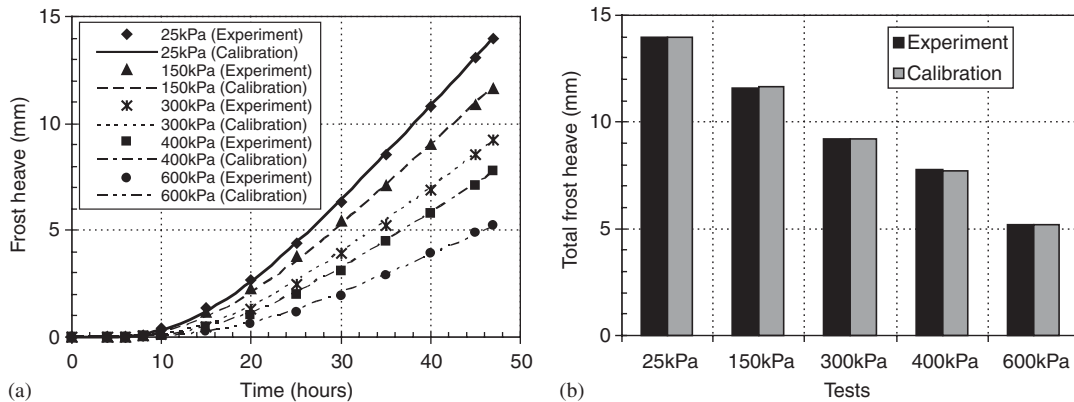 15
10
5
0
Frost heave (mm)
25kPa (Experiment)
25kPa (Calibration)
150kPa (Experiment)
150kPa (Calibration)
300kPa (Experiment)
300kPa (Calibration)
400kPa (Experiment)
400kPa (Calibration)
600kPa (Experiment)
600kPa (Calibration)
0 10 20 30 40 50
(a) Time (hours)
15
10
5
0
Total frost heave (mm)
Experiment
Calibration
25kPa 150kPa 300kPa 400kPa 600kPa
(b) Tests